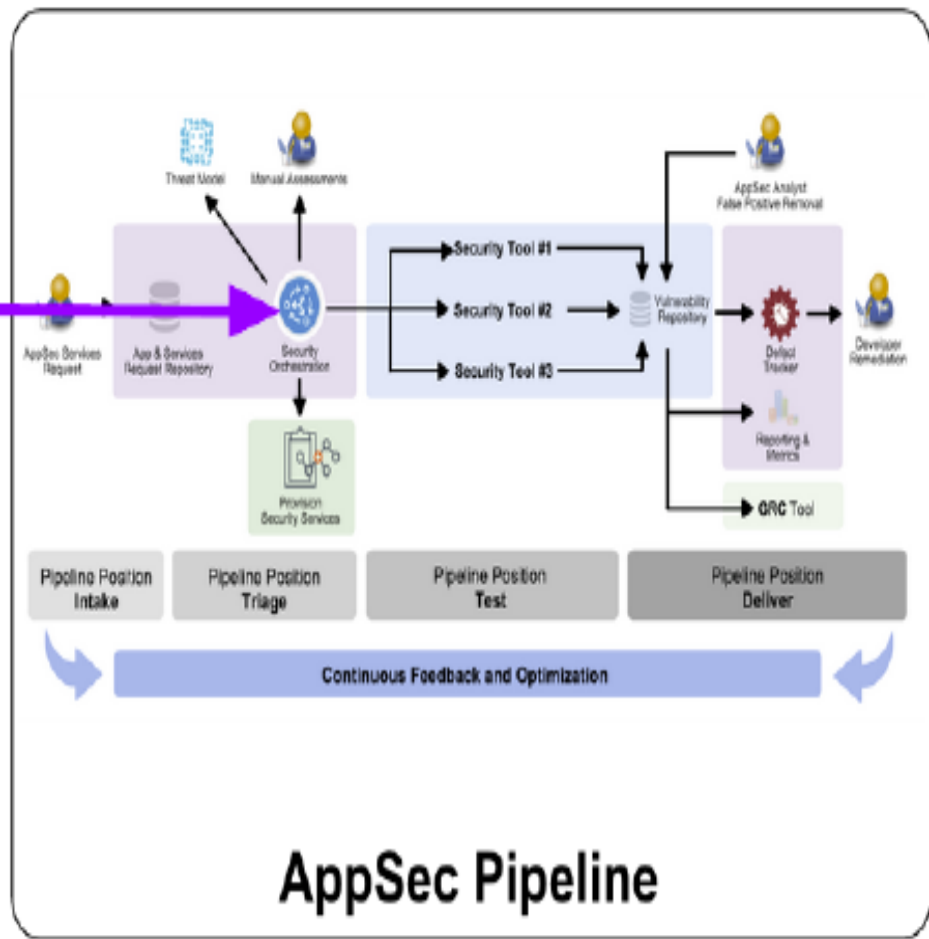 Threat Model
Manual Assessments
AppSec Analyst
False Positive Removal
AppSec Services
Request
App & Services
Request Repository
Security
Orchestration
Security Tool #1
Security Tool #2
Security Tool #3
Vulnerability
Repository
Defect
Tracker
Developer
Remediation
Reporting &
Metrics
Provision
Security Services
GRC Tool
Pipeline Position
Intake
Pipeline Position
Triage
Pipeline Position
Test
Pipeline Position
Deliver
Continuous Feedback and Optimization
AppSec Pipeline